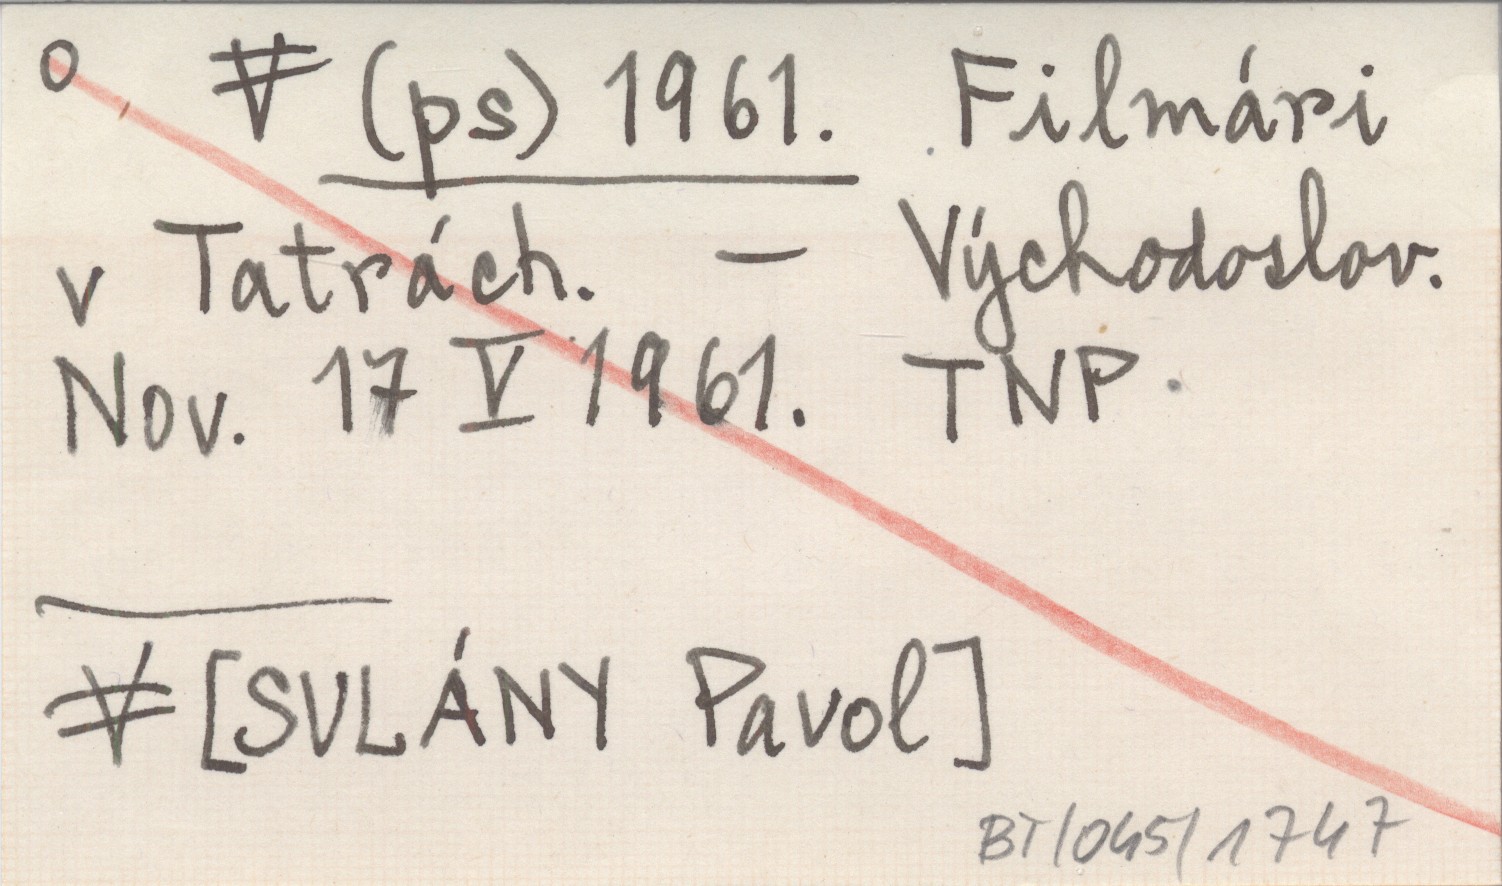 o (ps) 1961. Filmári
v Tatrách. — Východoslov.
Nov. 17 V 1961. TNP
[SULÁNY Pavol]
BT/045/1747